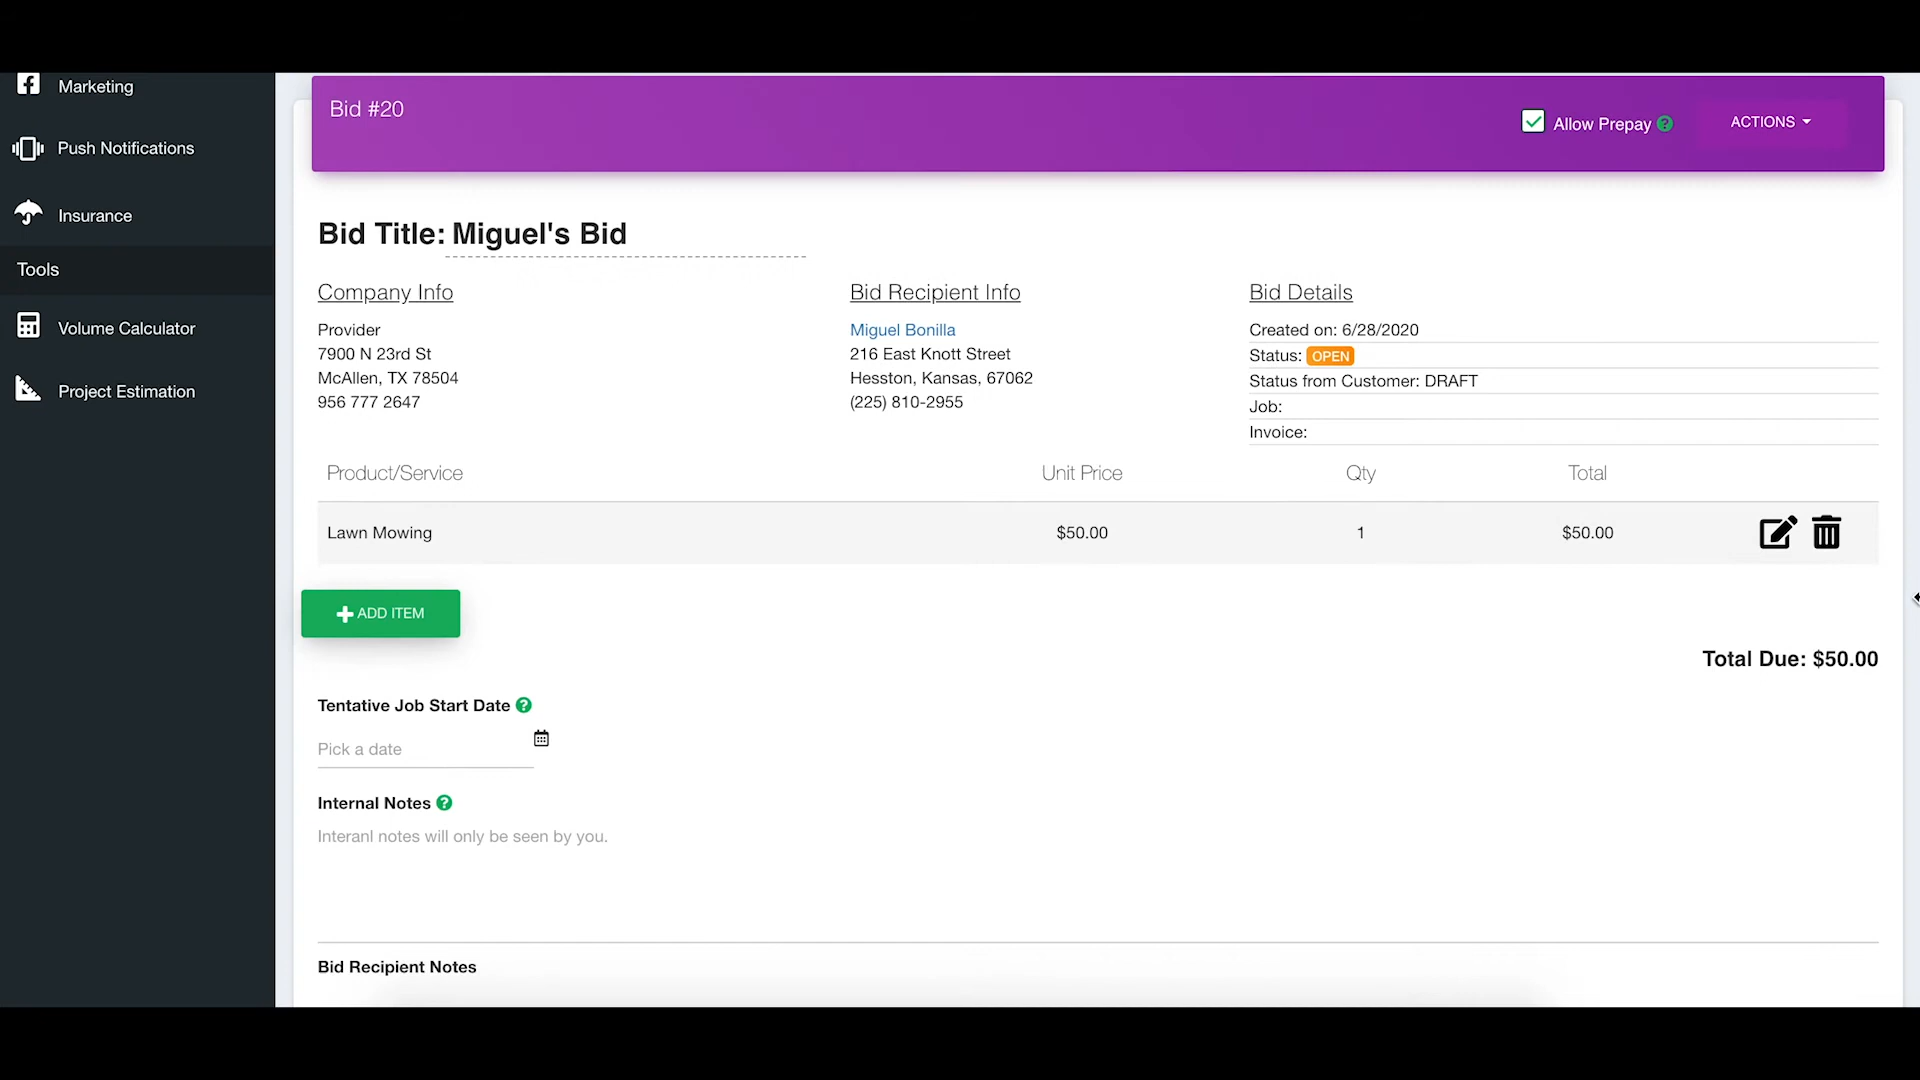 Marketing
Push Notifications
Insurance
Tools
Volume Calculator
Project Estimation
Bid #20
Allow Prepay ?
ACTIONS
Bid Title: Miguel's Bid
Company Info
Provider
7900 N 23rd St
McAllen, TX 78504
956 777 2647
Bid Recipient Info
Miguel Bonilla
216 East Knott Street
Hesston, Kansas, 67062
(225) 810-2955
Bid Details
Created on: 6/28/2020
Status: OPEN
Status from Customer: DRAFT
Job:
Invoice:
Product/Service Unit Price Qty Total
Lawn Mowing $50.00 1 $50.00
ADD ITEM
Total Due: $50.00
Tentative Job Start Date ?
Pick a date
Internal Notes ?
Interanl notes will only be seen by you.
Bid Recipient Notes